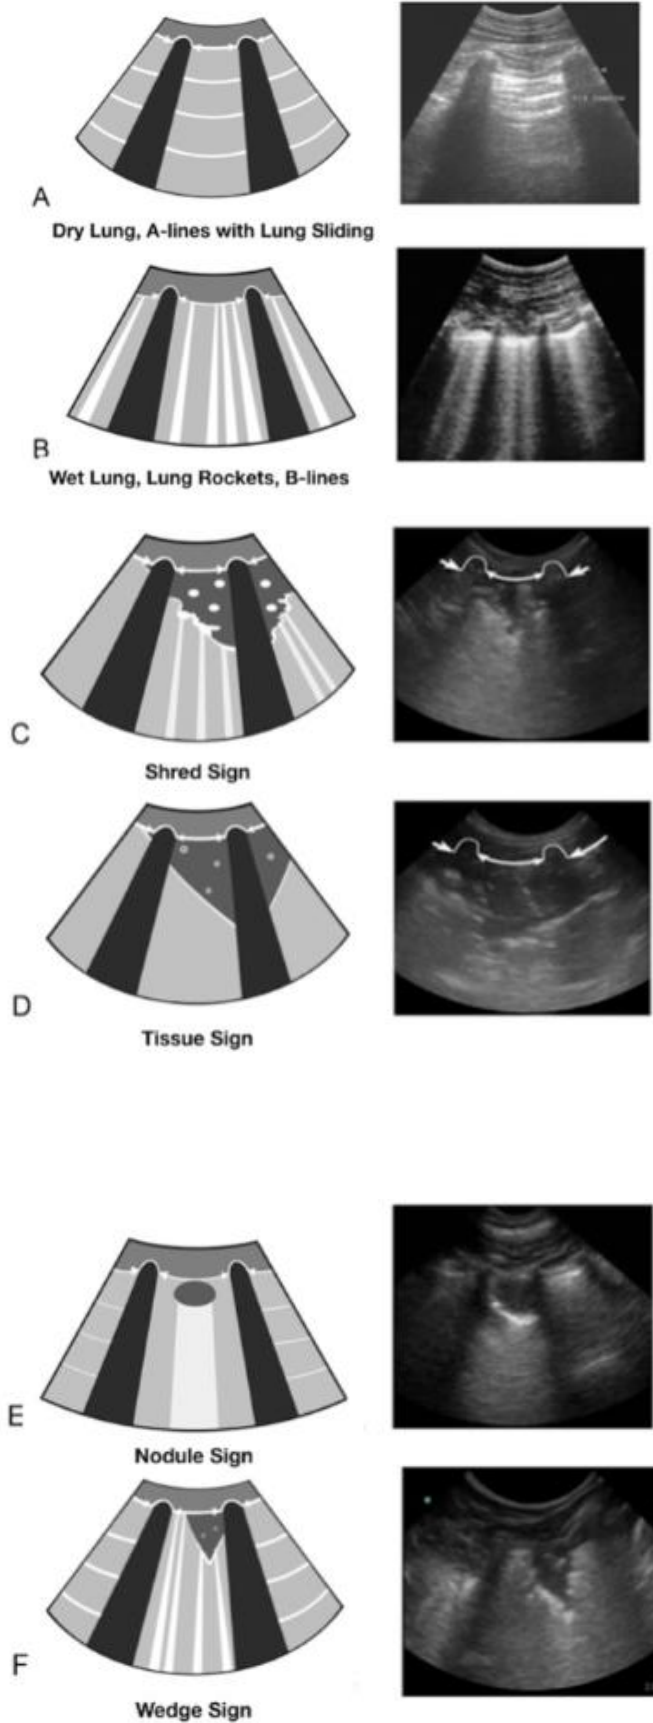 A
Dry Lung, A-lines with Lung Sliding
B
Wet Lung, Lung Rockets, B-lines
C
Shred Sign
D
Tissue Sign
E
Nodule Sign
F
Wedge Sign